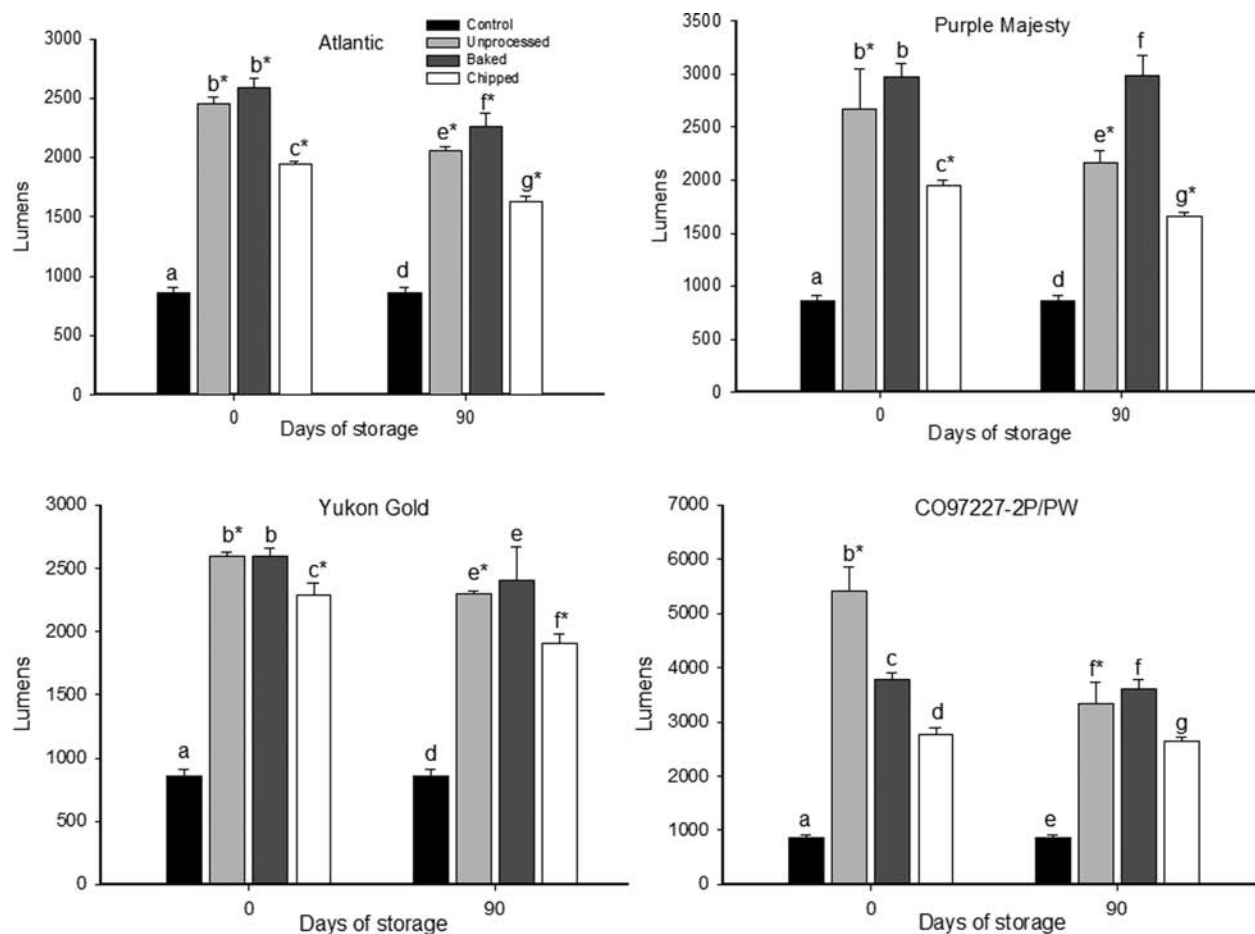 Atlantic
Control
Unprocessed
Baked
Chipped
3000
2500
2000
1500
1000
500
0
Lumens
a
b*
b*
c*
d
e*
f*
g*
0
90
Days of storage
Purple Majesty
3500
3000
2500
2000
1500
1000
500
0
Lumens
a
b*
b
c*
d
e*
f
g*
0
90
Days of storage
Yukon Gold
3000
2500
2000
1500
1000
500
0
Lumens
a
b*
b
c*
d
e*
e
f*
0
90
Days of storage
CO97227-2P/PW
7000
6000
5000
4000
3000
2000
1000
0
Lumens
a
b*
c
d
e
f*
f
g
0
90
Days of storage